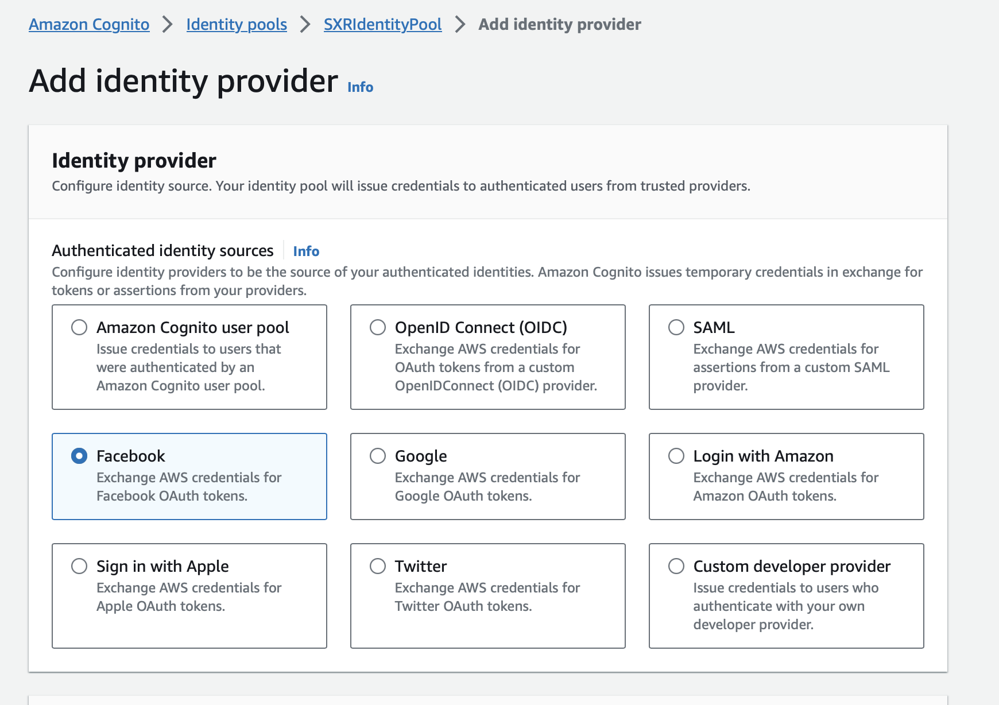 Amazon Cognito > Identity pools > SXRIdentityPool > Add identity provider
Add identity provider Info
Identity provider
Configure identity source. Your identity pool will issue credentials to authenticated users from trusted providers.
Authenticated identity sources Info
Configure identity providers to be the source of your authenticated identities. Amazon Cognito issues temporary credentials in exchange for
tokens or assertions from your providers.
Amazon Cognito user pool
Issue credentials to users that
were authenticated by an
Amazon Cognito user pool.
OpenID Connect (OIDC)
Exchange AWS credentials for
OAuth tokens from a custom
OpenIDConnect (OIDC) provider.
SAML
Exchange AWS credentials for
assertions from a custom SAML
provider.
Facebook
Exchange AWS credentials for
Facebook OAuth tokens.
Google
Exchange AWS credentials for
Google OAuth tokens.
Login with Amazon
Exchange AWS credentials for
Amazon OAuth tokens.
Sign in with Apple
Exchange AWS credentials for
Apple OAuth tokens.
Twitter
Exchange AWS credentials for
Twitter OAuth tokens.
Custom developer provider
Issue credentials to users who
authenticate with your own
developer provider.